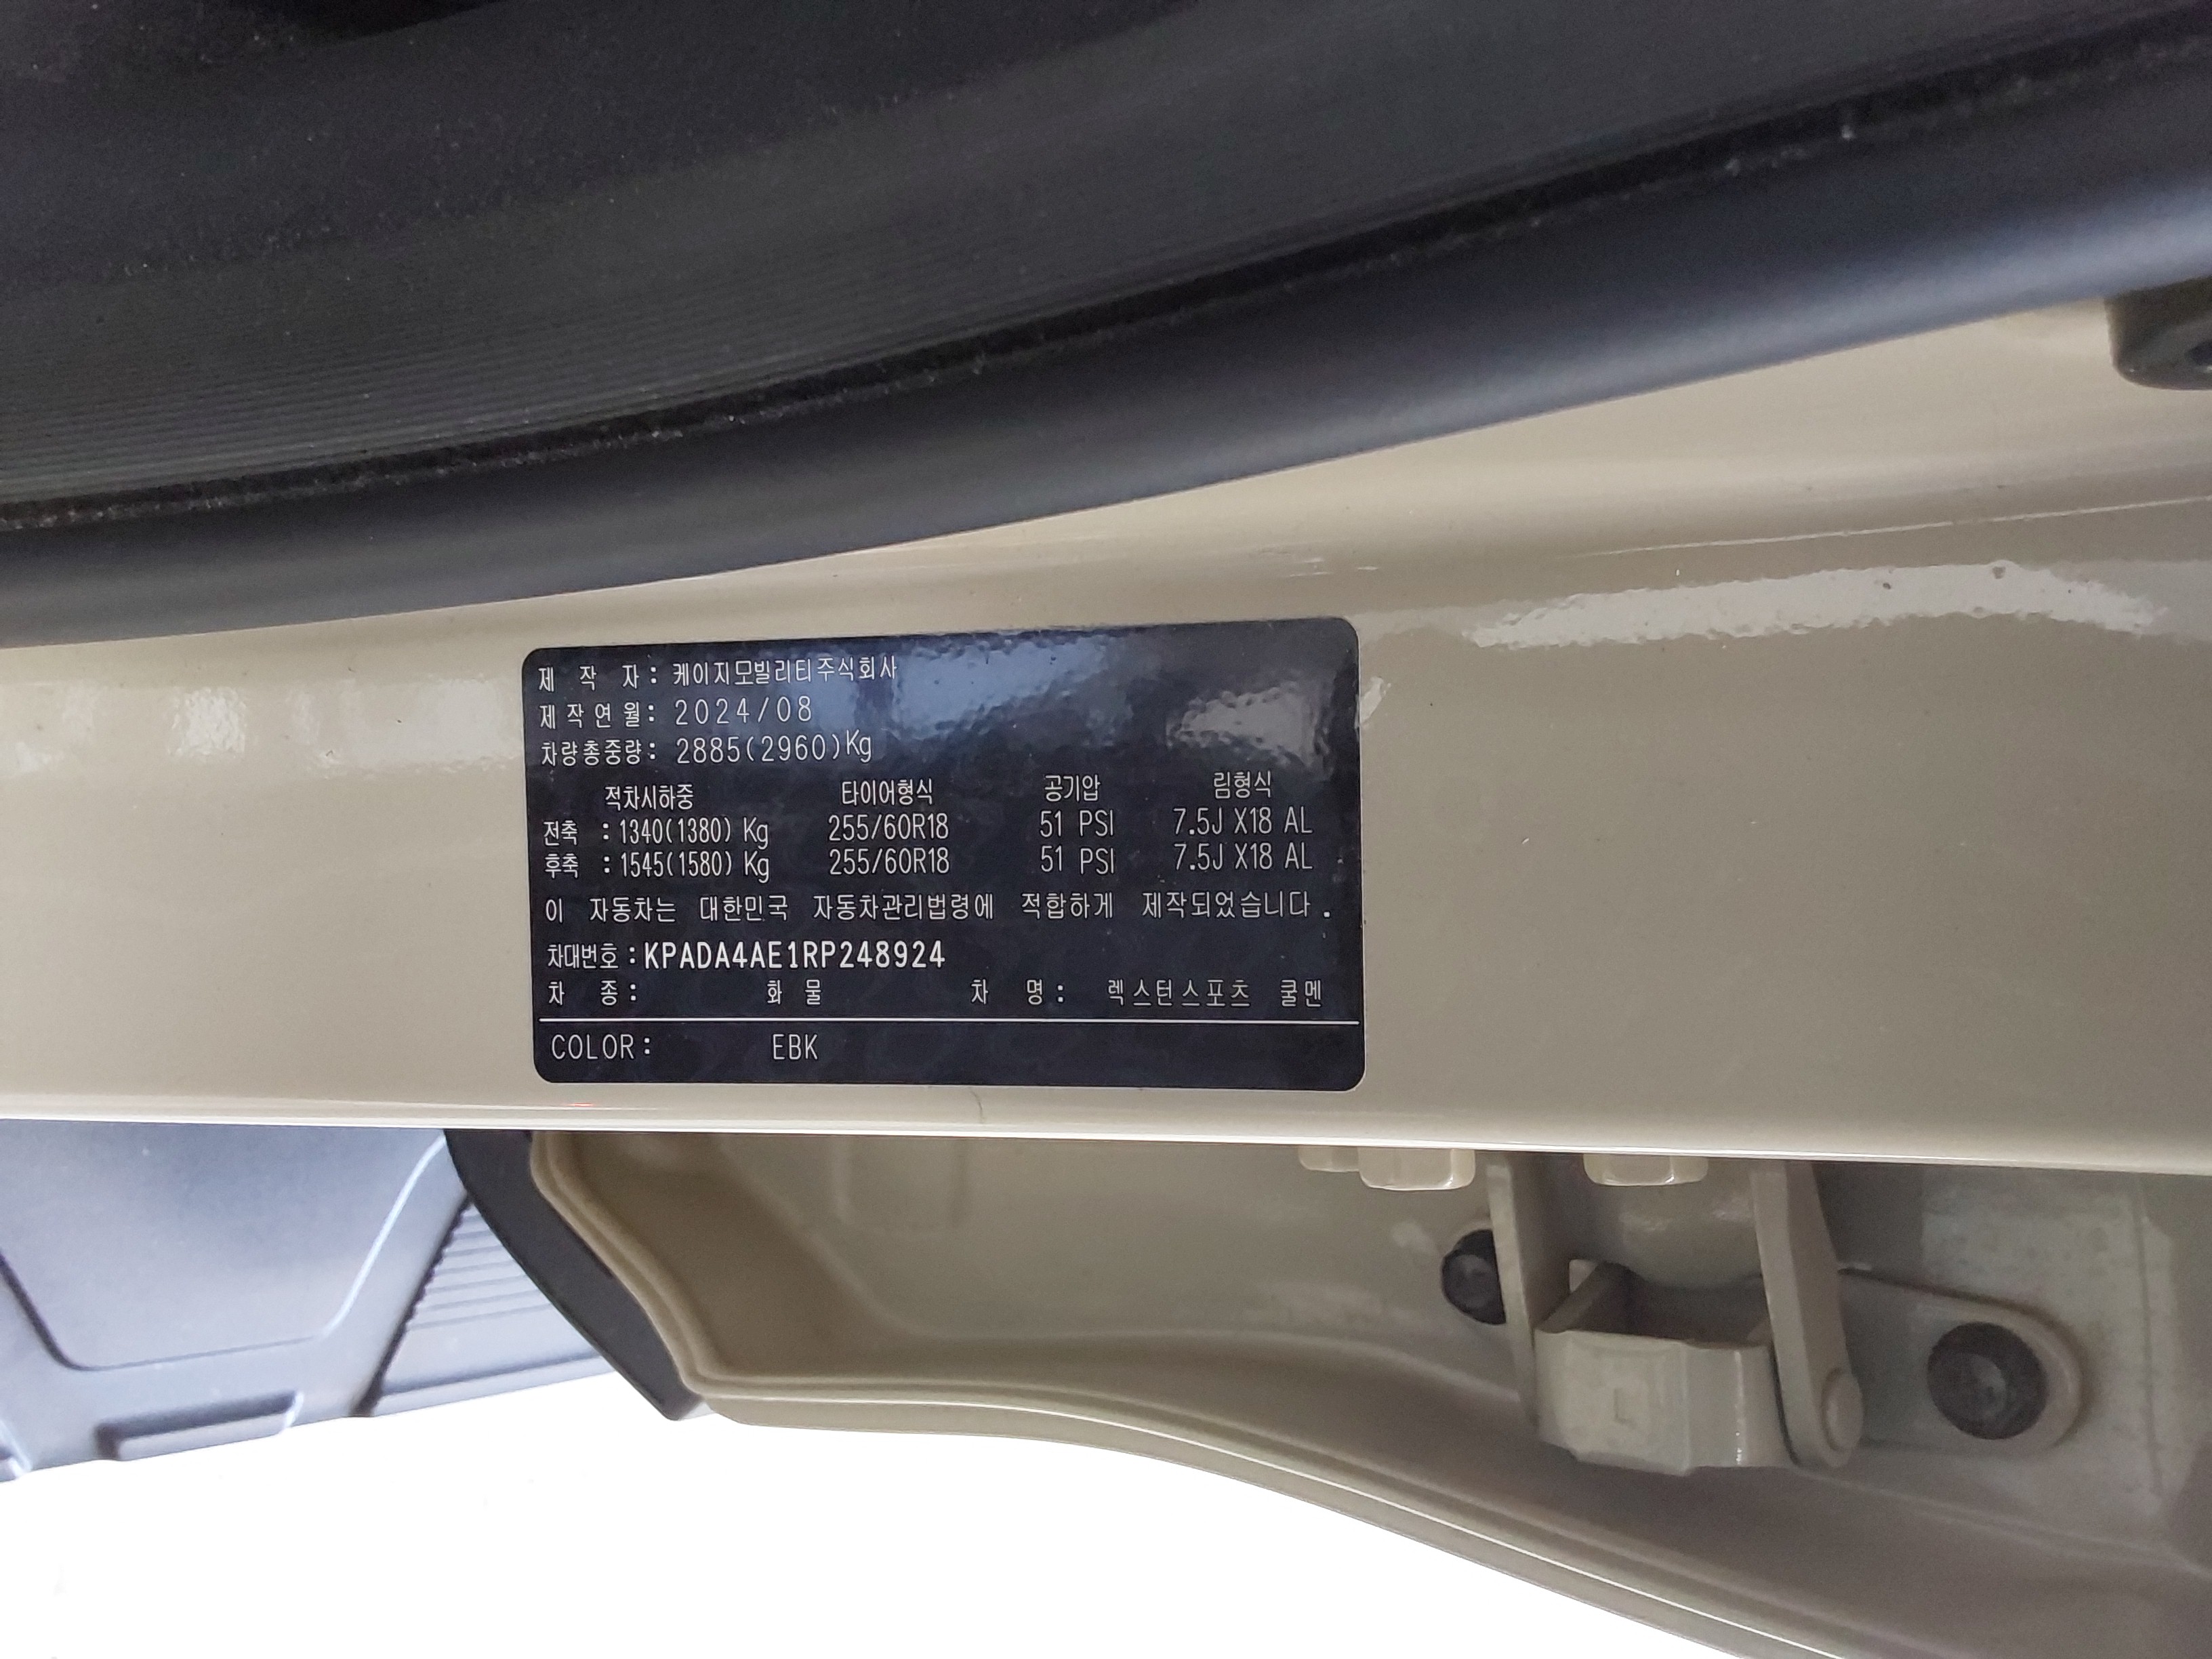 제 작 자 : 케이지모빌리티주식회사
제작연월 : 2024/08
차량총중량 : 2885(2960)Kg
적차시하중 타이어형식 공기압 림형식
전축 : 1340(1380) Kg 255/60R18 51 PSI 7.5J X18 AL
후축 : 1545(1580) Kg 255/60R18 51 PSI 7.5J X18 AL
이 자동차는 대한민국 자동차관리법령에 적합하게 제작되었습니다.
차대번호 : KPADA4AE1RP248924
차 종 : 화 물 차 명 : 렉스턴스포츠 쿨멘
COLOR : EBK
L